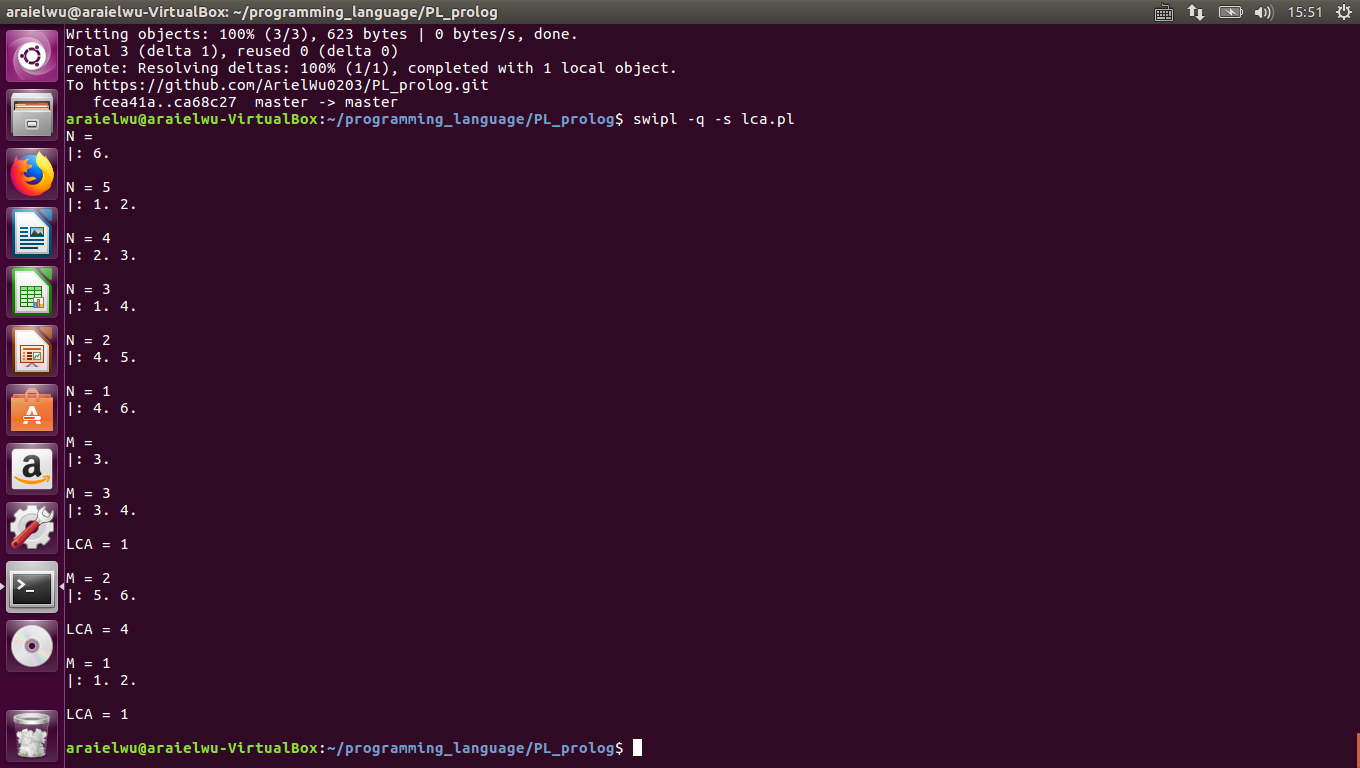 araielwu@araielwu-VirtualBox: ~/programming_language/PL_prolog
15:51
Writing objects: 100% (3/3), 623 bytes | 0 bytes/s, done.
Total 3 (delta 1), reused 0 (delta 0)
remote: Resolving deltas: 100% (1/1), completed with 1 local object.
To https://github.com/ArielWu0203/PL_prolog.git
   fcea41a..ca68c27  master -> master
araielwu@araielwu-VirtualBox:~/programming_language/PL_prolog$ swipl -q -s lca.pl
N =
|: 6.
N = 5
|: 1. 2.
N = 4
|: 2. 3.
N = 3
|: 1. 4.
N = 2
|: 4. 5.
N = 1
|: 4. 6.
M =
|: 3.
M = 3
|: 3. 4.
LCA = 1
M = 2
|: 5. 6.
LCA = 4
M = 1
|: 1. 2.
LCA = 1
araielwu@araielwu-VirtualBox:~/programming_language/PL_prolog$